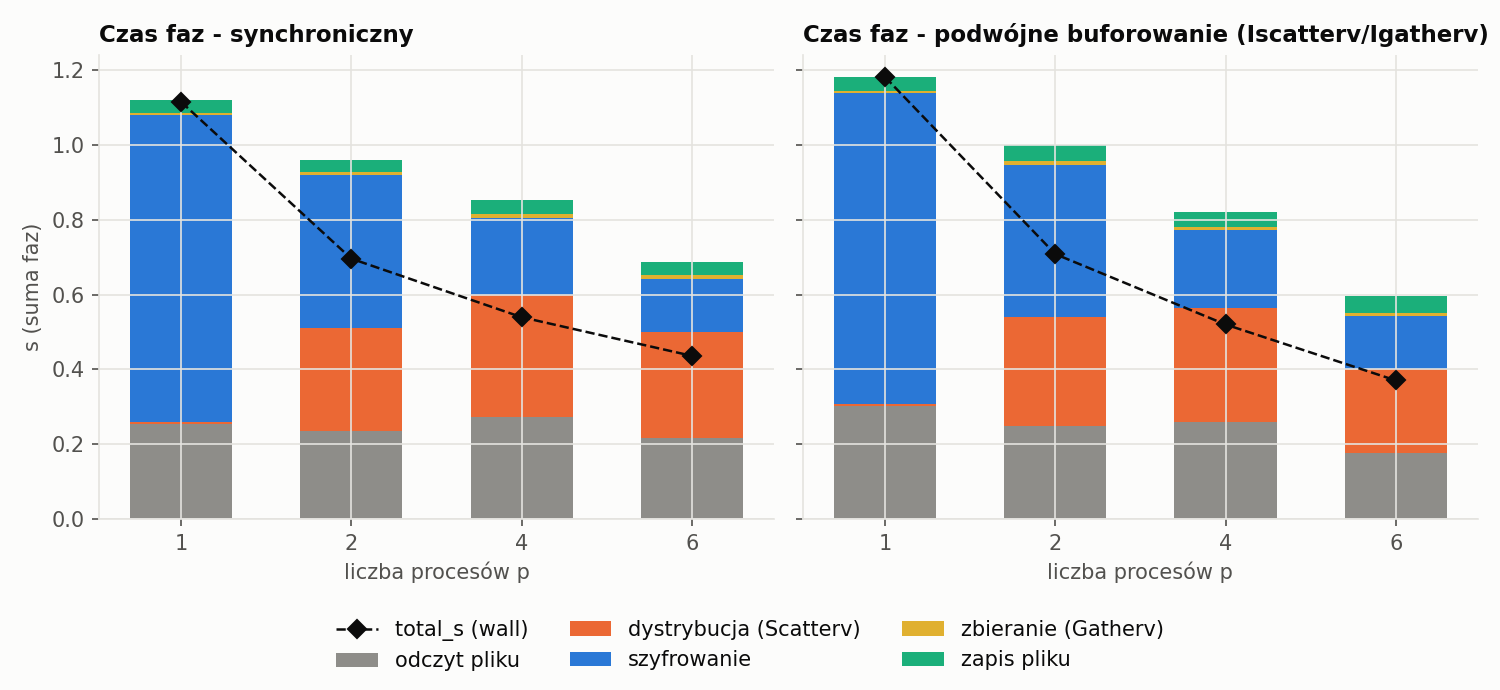 Czas faz - synchroniczny
Czas faz - podwójne buforowanie (Iscatterv/Igatherv)
s (suma faz)
1.2
1.0
0.8
0.6
0.4
0.2
0.0
1 2 4 6
liczba procesów p
1 2 4 6
liczba procesów p
total_s (wall)
odczyt pliku
dystrybucja (Scatterv)
szyfrowanie
zbieranie (Gatherv)
zapis pliku